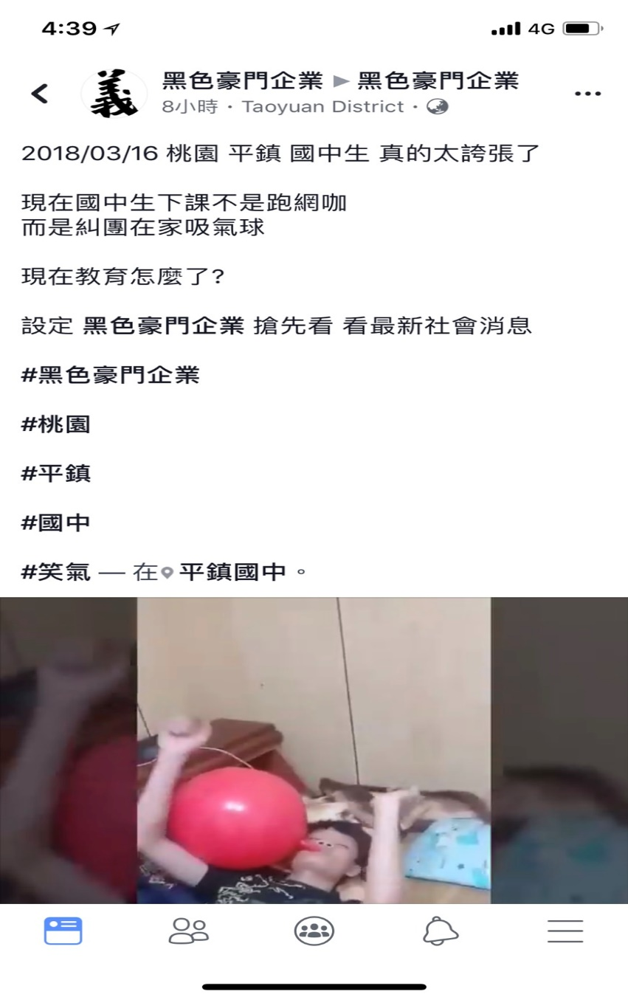 4:39
4G
義
黑色豪門企業 ▶ 黑色豪門企業
8小時 · Taoyuan District ·
2018/03/16 桃園 平鎮 國中生 真的太誇張了
現在國中生下課不是跑網咖
而是糾團在家吸氣球
現在教育怎麼了?
設定 黑色豪門企業 搶先看 看最新社會消息
#黑色豪門企業
#桃園
#平鎮
#國中
#笑氣 — 在 平鎮國中。